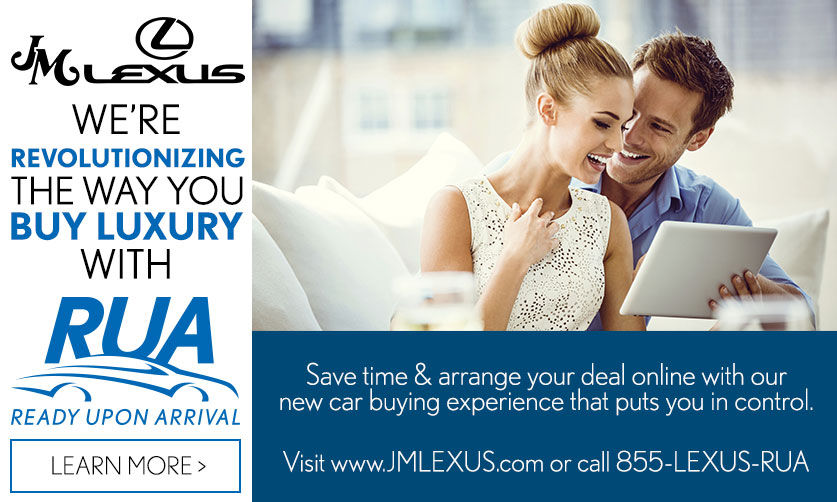 JM LEXUS
WE'RE
REVOLUTIONIZING
THE WAY YOU
BUY LUXURY
WITH
RUA
READY UPON ARRIVAL
LEARN MORE >
Save time & arrange your deal online with our
new car buying experience that puts you in control.
Visit www.JMLEXUS.com or call 855-LEXUS-RUA